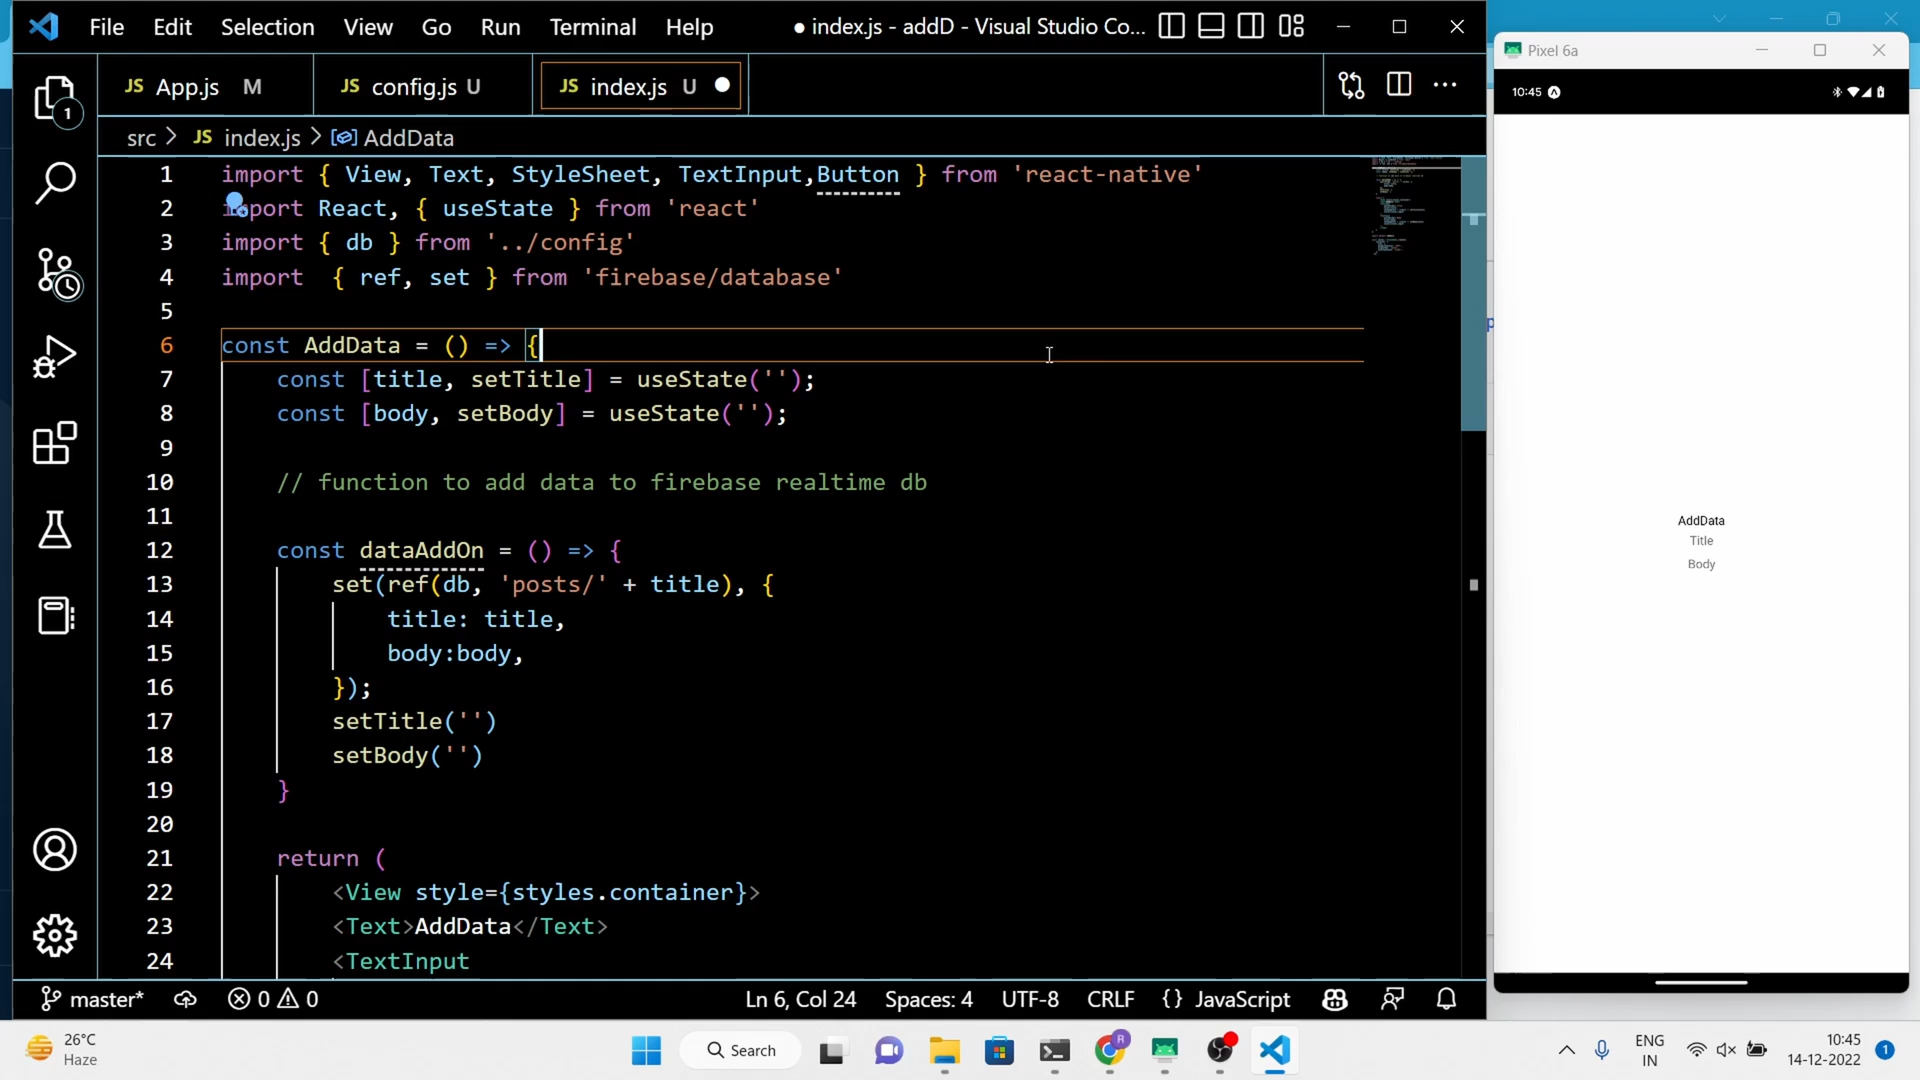 File Edit Selection View Go Run Terminal Help ● index.js - addD - Visual Studio Co...
JS App.js M JS config.js U JS index.js U
src > JS index.js > AddData
1 import { View, Text, StyleSheet, TextInput,Button } from 'react-native'
2 import React, { useState } from 'react'
3 import { db } from '../config'
4 import  { ref, set } from 'firebase/database'
5
6 const AddData = () => {
7 const [title, setTitle] = useState('');
8 const [body, setBody] = useState('');
9
10 // function to add data to firebase realtime db
11
12 const dataAddOn = () => {
13 set(ref(db, 'posts/' + title), {
14 title: title,
15 body:body,
16 });
17 setTitle('')
18 setBody('')
19 }
20
21 return (
22 <View style={styles.container}>
23 <Text>AddData</Text>
24 <TextInput
1
master* 0 0 Ln 6, Col 24 Spaces: 4 UTF-8 CRLF {} JavaScript
Pixel 6a
10:45
AddData
Title
Body
26°C
Haze
Search
R
ENG
IN
10:45
14-12-2022
1